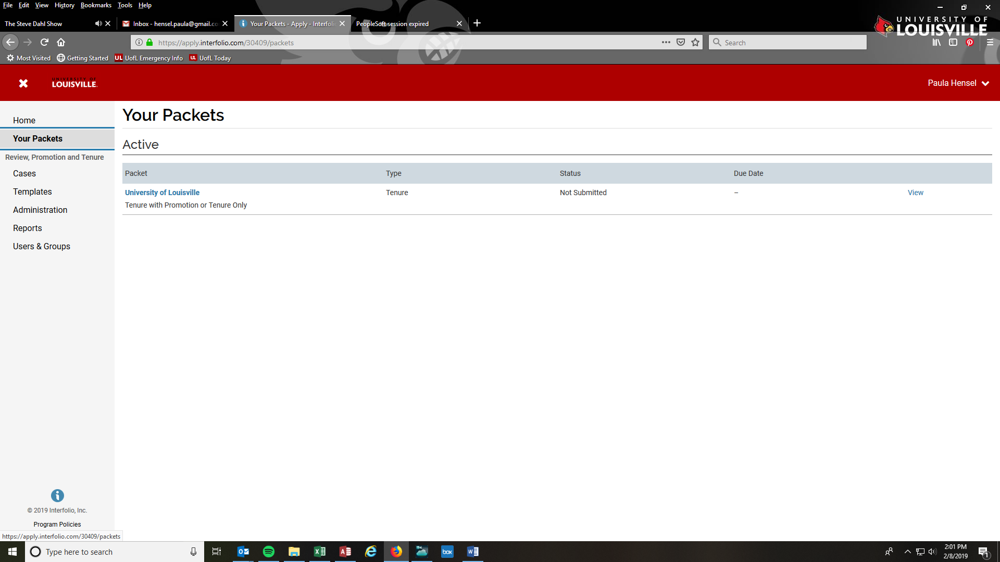 File Edit View History Bookmarks Tools Help
The Steve Dahl Show
Inbox - hensel.paula@gmail.co
Your Packets - Apply - Interfoli
PeopleSoft session expired
UNIVERSITY OF
LOUISVILLE
https://apply.interfolio.com/30409/packets
Search
Most Visited
Getting Started
UL UofL Emergency Info
UL UofL Today
UNIVERSITY OF
LOUISVILLE.
Paula Hensel
Home
Your Packets
Review, Promotion and Tenure
Cases
Templates
Administration
Reports
Users & Groups
Your Packets
Active
Packet Type Status Due Date
University of Louisville Tenure Not Submitted – View
Tenure with Promotion or Tenure Only
© 2019 Interfolio, Inc.
Program Policies
https://apply.interfolio.com/30409/packets
Type here to search
box
2:01 PM
2/8/2019
1